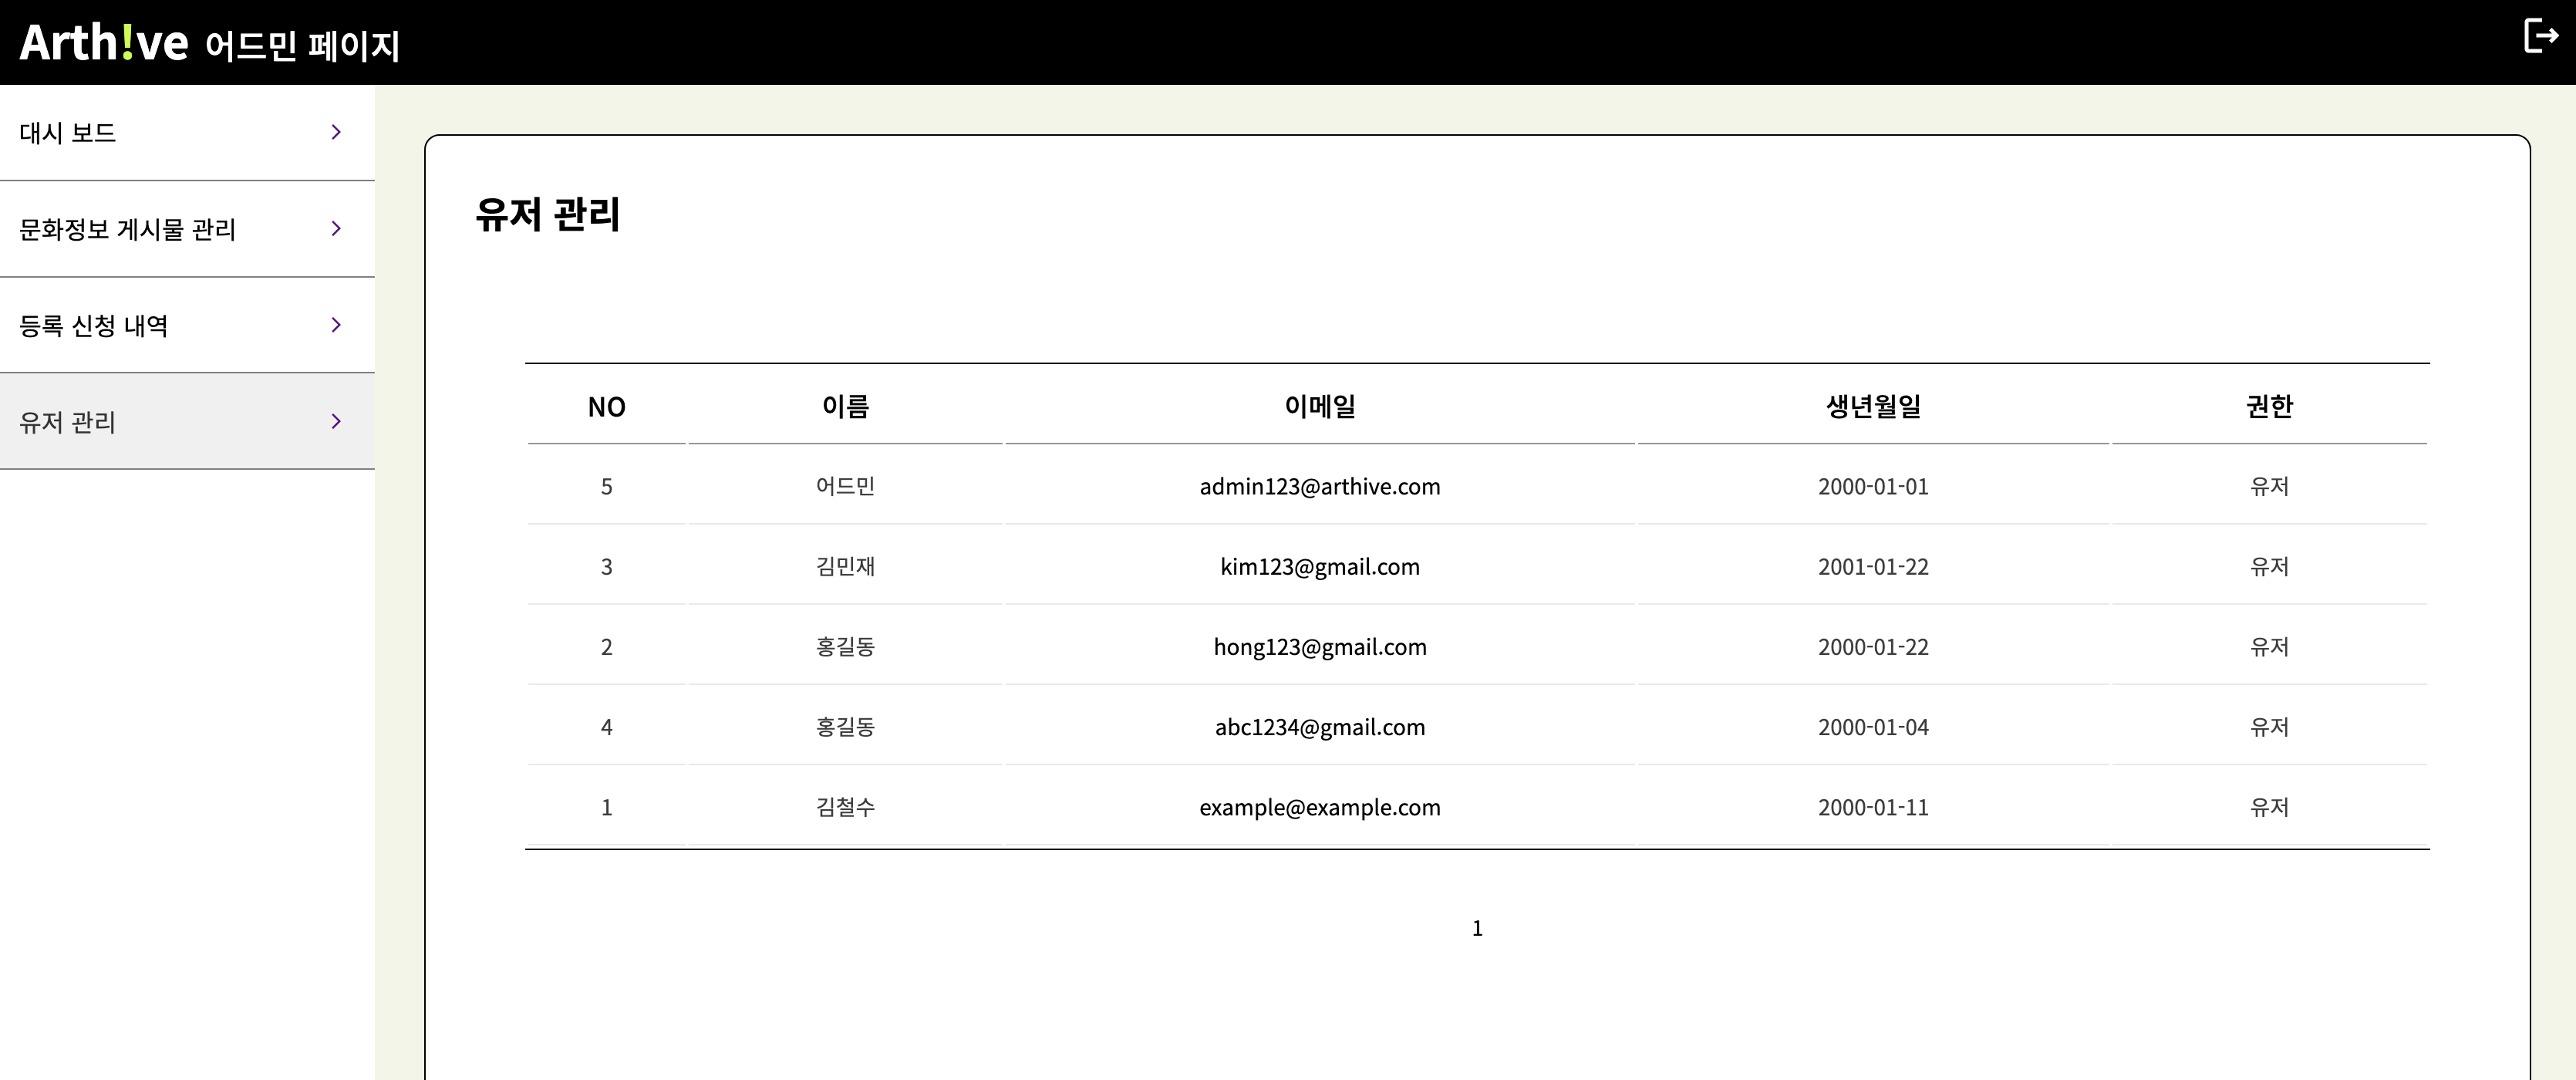 Arth!ve 어드민 페이지
대시 보드
문화정보 게시물 관리
등록 신청 내역
유저 관리
유저 관리
NO 이름 이메일 생년월일 권한
5 어드민 admin123@arthive.com 2000-01-01 유저
3 김민재 kim123@gmail.com 2001-01-22 유저
2 홍길동 hong123@gmail.com 2000-01-22 유저
4 홍길동 abc1234@gmail.com 2000-01-04 유저
1 김철수 example@example.com 2000-01-11 유저
1